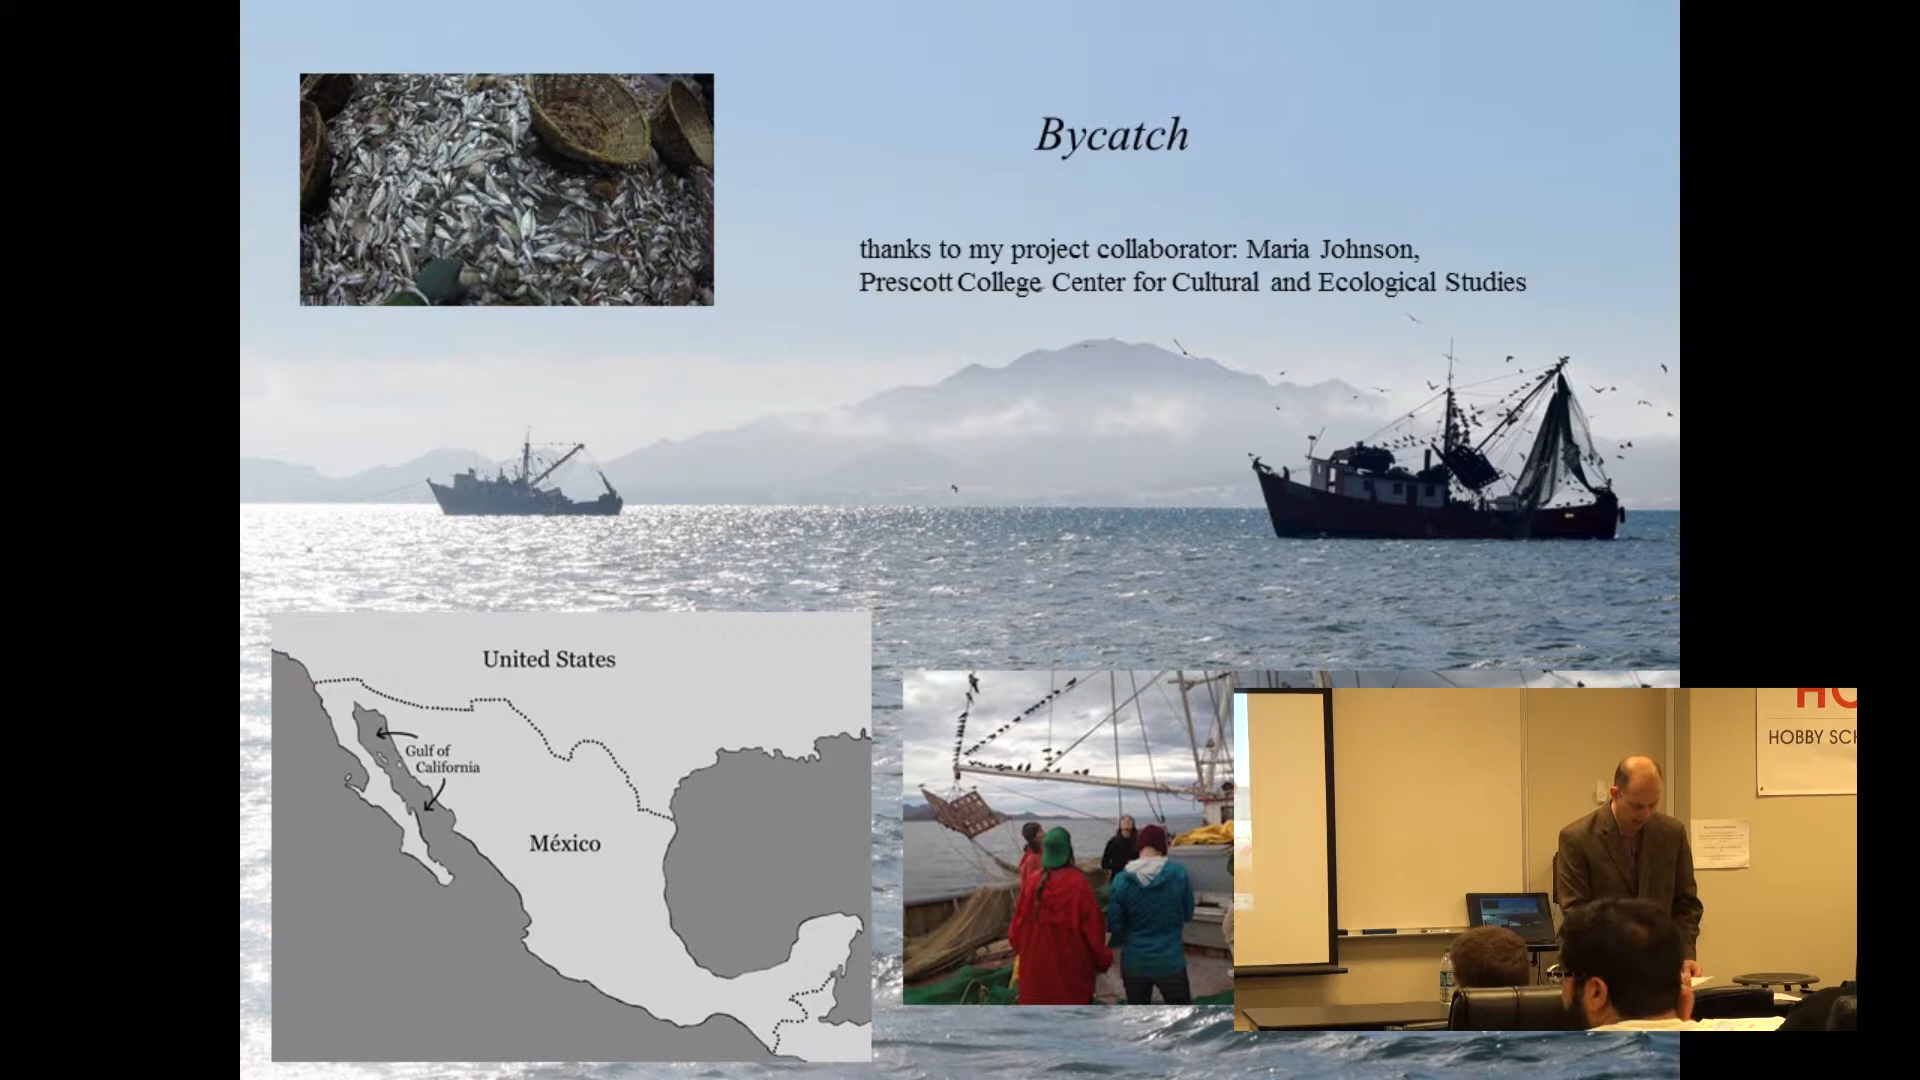 Bycatch
thanks to my project collaborator: Maria Johnson,
Prescott College Center for Cultural and Ecological Studies
United States
Gulf of
California
México
HOBBY